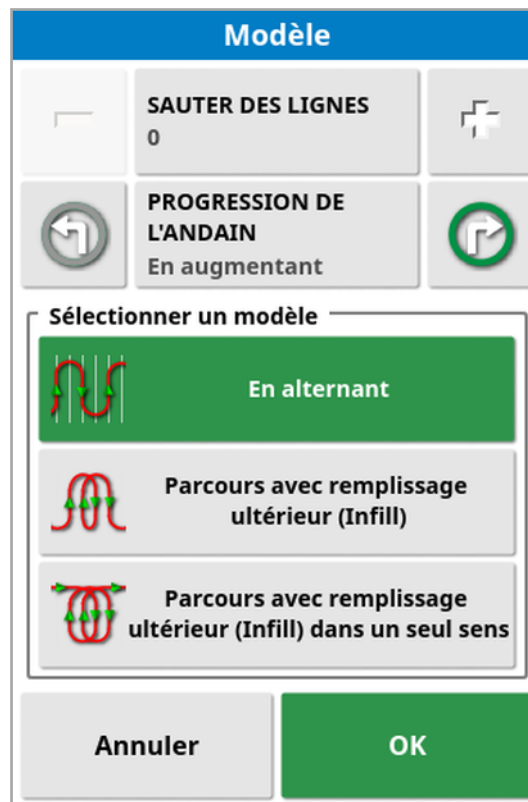 Modèle
SAUTER DES LIGNES
0
PROGRESSION DE
L'ANDAIN
En augmentant
Sélectionner un modèle
En alternant
Parcours avec remplissage
ultérieur (Infill)
Parcours avec remplissage
ultérieur (Infill) dans un seul sens
Annuler
OK